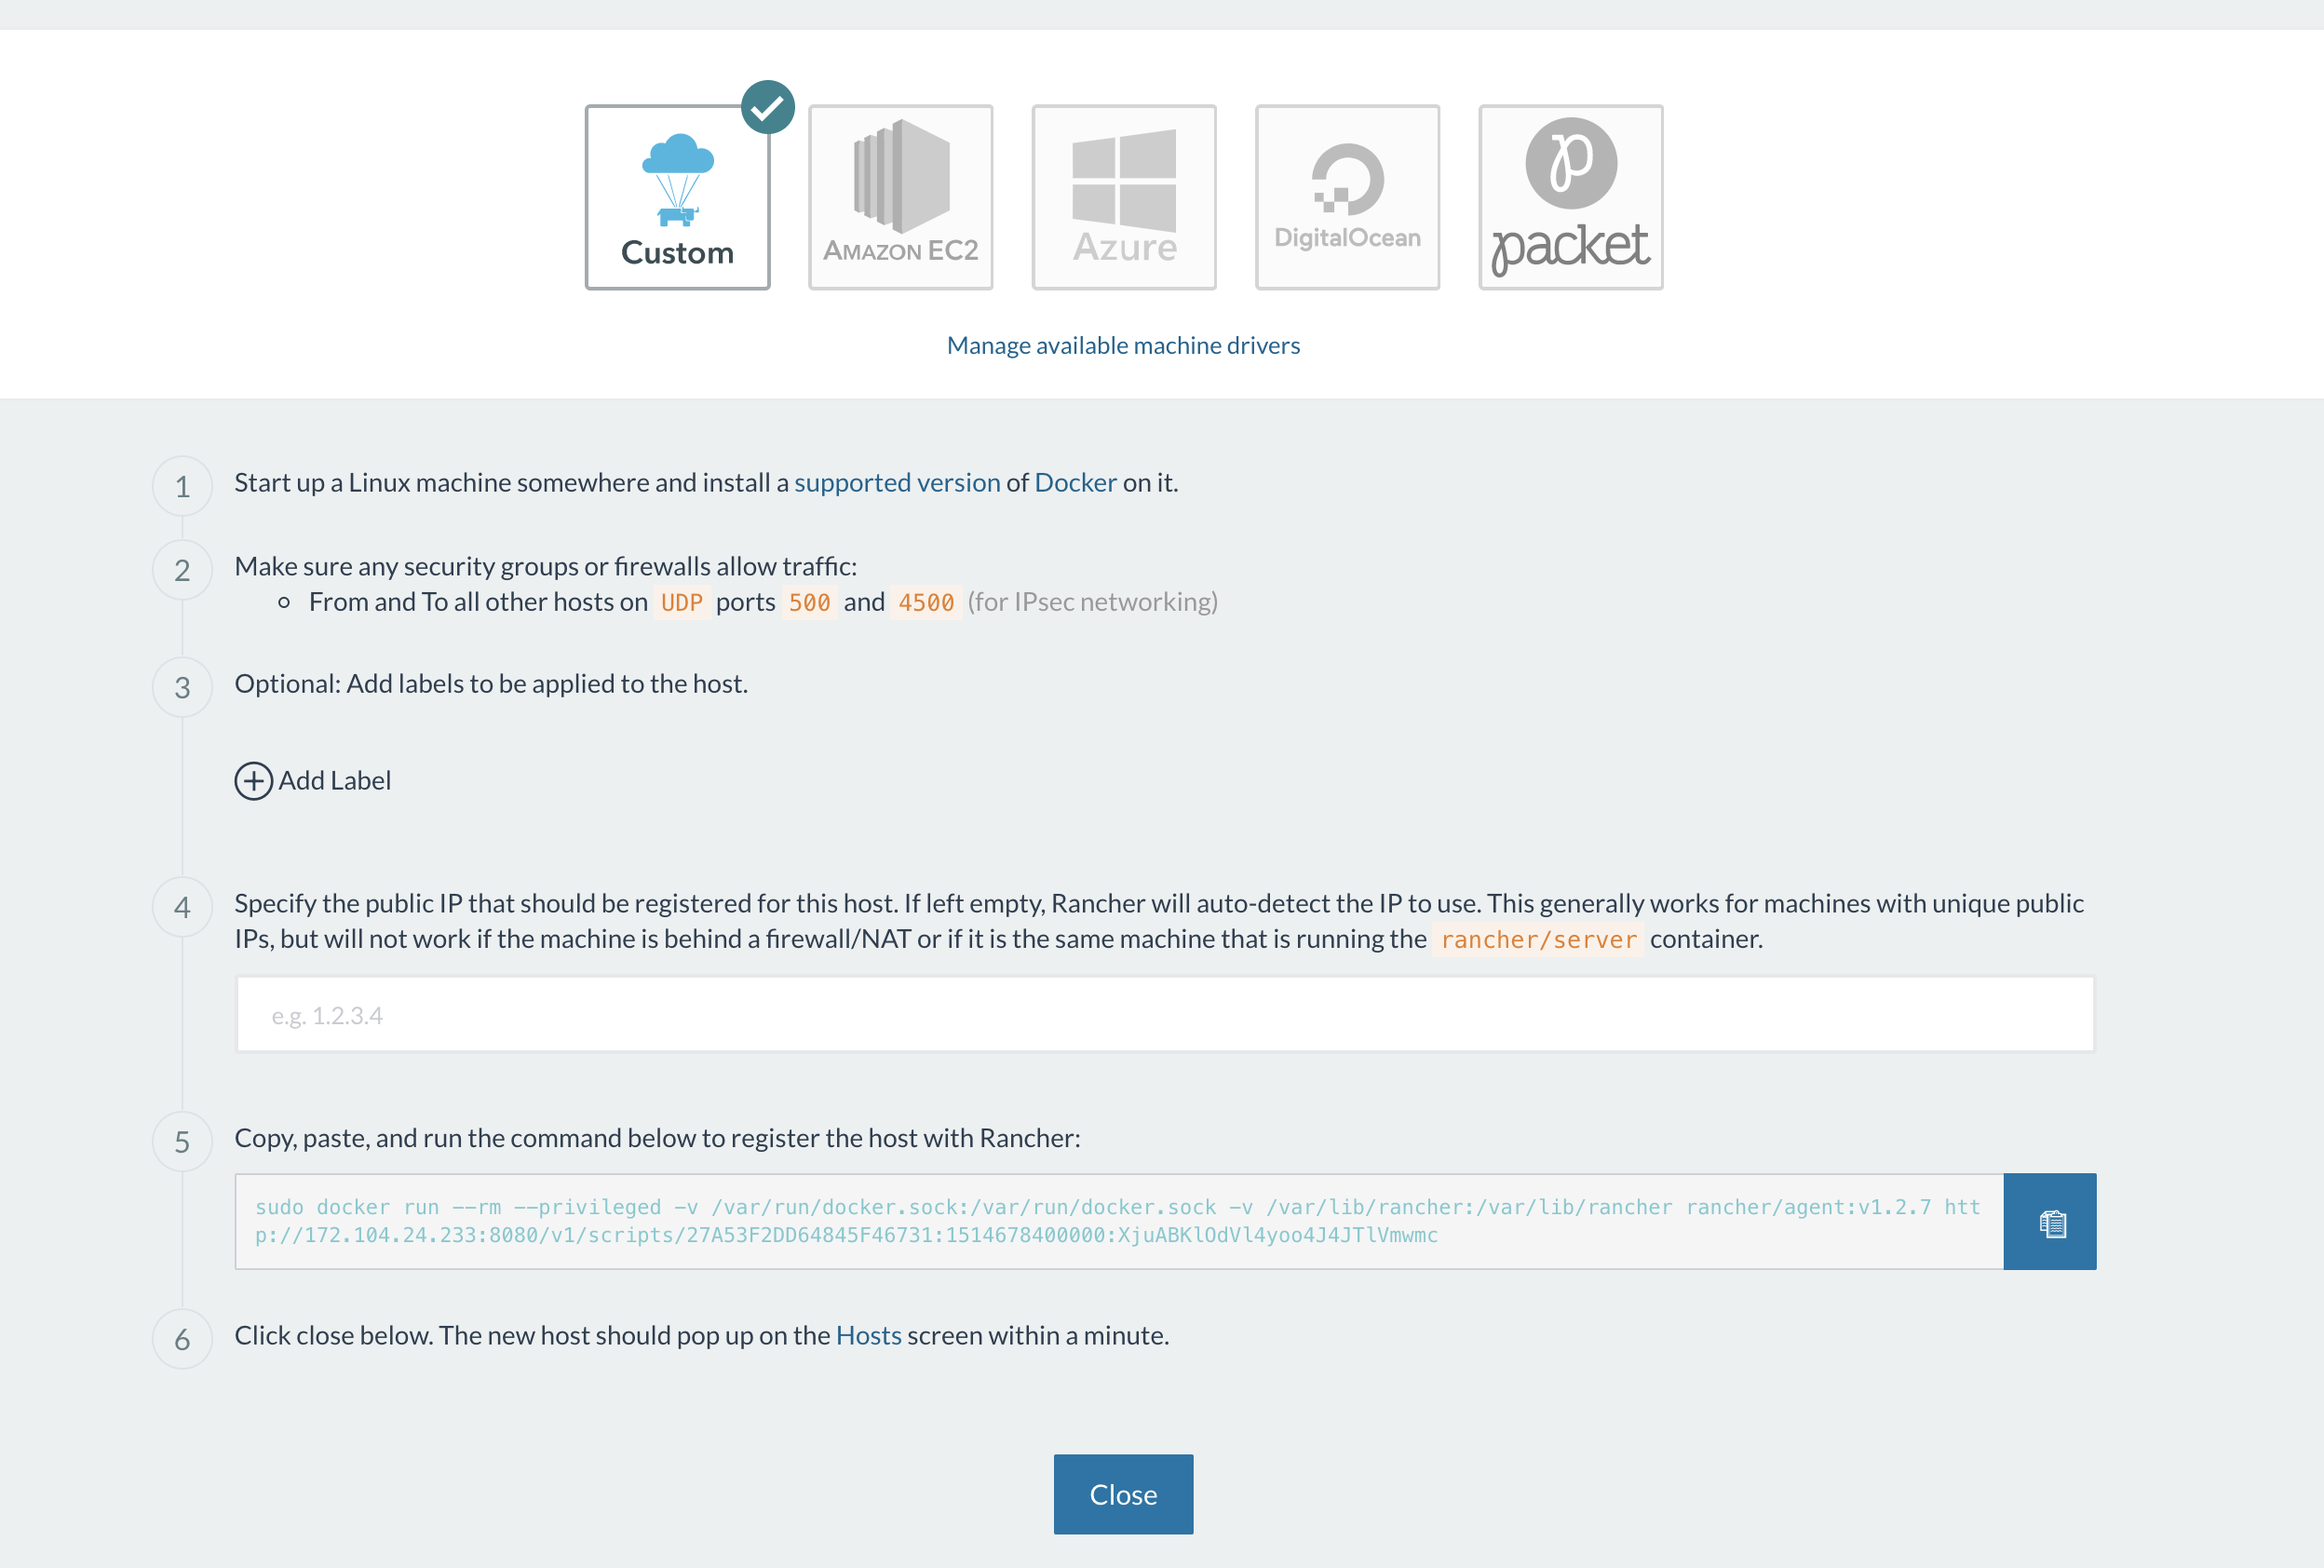 Custom
AMAZON EC2
Azure
DigitalOcean
p
packet
Manage available machine drivers
1
Start up a Linux machine somewhere and install a supported version of Docker on it.
2
Make sure any security groups or firewalls allow traffic:
From and To all other hosts on UDP ports 500 and 4500 (for IPsec networking)
3
Optional: Add labels to be applied to the host.
Add Label
4
Specify the public IP that should be registered for this host. If left empty, Rancher will auto-detect the IP to use. This generally works for machines with unique public
IPs, but will not work if the machine is behind a firewall/NAT or if it is the same machine that is running the rancher/server container.
e.g. 1.2.3.4
5
Copy, paste, and run the command below to register the host with Rancher:
sudo docker run --rm --privileged -v /var/run/docker.sock:/var/run/docker.sock -v /var/lib/rancher:/var/lib/rancher rancher/agent:v1.2.7 htt
p://172.104.24.233:8080/v1/scripts/27A53F2DD64845F46731:1514678400000:XjuABKlOdVl4yoo4J4JTlVmwmc
6
Click close below. The new host should pop up on the Hosts screen within a minute.
Close